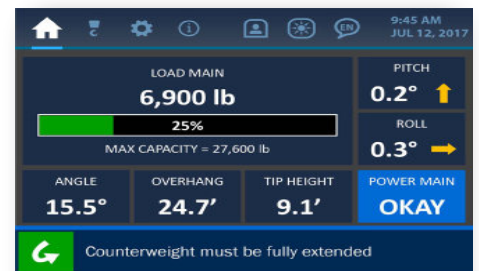 EN
9:45 AM
JUL 12, 2017
LOAD MAIN
6,900 lb
25%
MAX CAPACITY = 27,600 lb
PITCH
0.2°
ROLL
0.3°
ANGLE
15.5°
OVERHANG
24.7′
TIP HEIGHT
9.1′
POWER MAIN
OKAY
Counterweight must be fully extended